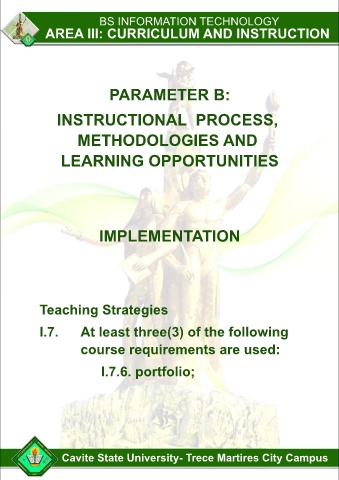 BS INFORMATION TECHNOLOGY
AREA III: CURRICULUM AND INSTRUCTION
PARAMETER B:
INSTRUCTIONAL PROCESS,
METHODOLOGIES AND
LEARNING OPPORTUNITIES
IMPLEMENTATION
Teaching Strategies
I.7. At least three(3) of the following
course requirements are used:
I.7.6. portfolio;
Cavite State University- Trece Martires City Campus